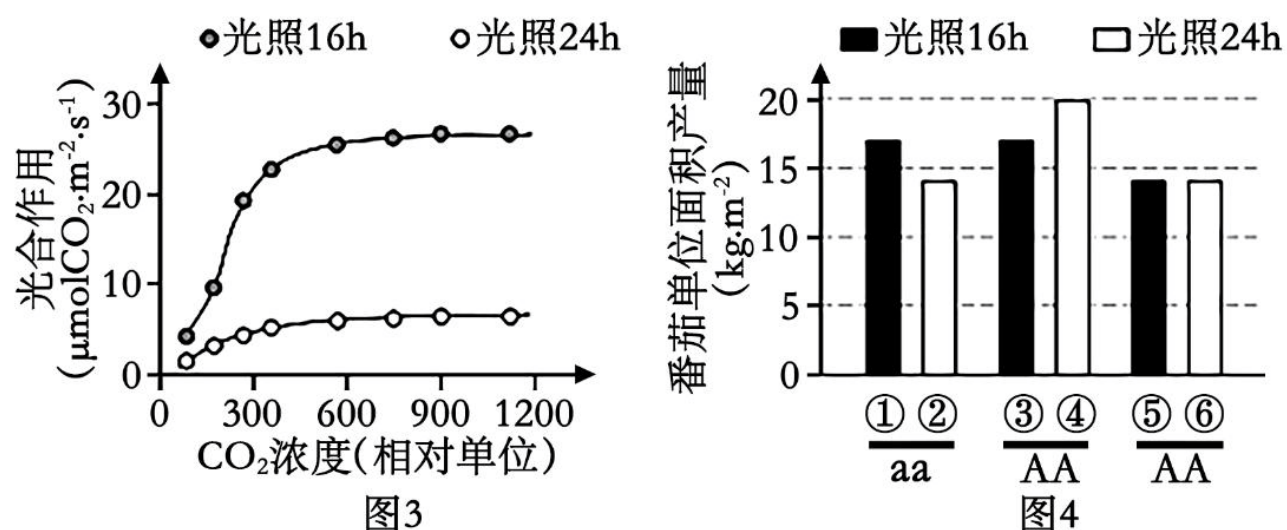 光照16h 光照24h
光合作用
(μmolCO₂·m⁻²·s⁻¹)
30
20
10
0
0 300 600 900 1200
CO₂浓度(相对单位)
图3
光照16h 光照24h
番茄单位面积产量
(kg·m⁻²)
20
15
10
5
0
① ② ③ ④ ⑤ ⑥
aa AA AA
图4